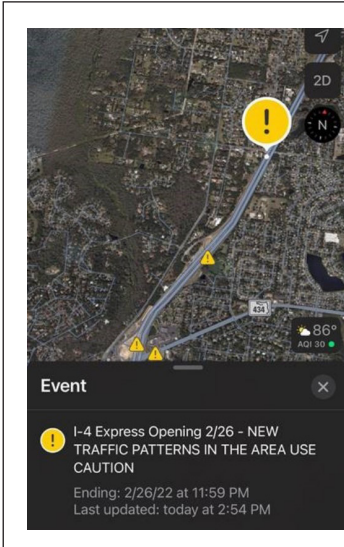 2D
N
434
86°
AQI 30
Event
I-4 Express Opening 2/26 - NEW
TRAFFIC PATTERNS IN THE AREA USE
CAUTION
Ending: 2/26/22 at 11:59 PM
Last updated: today at 2:54 PM